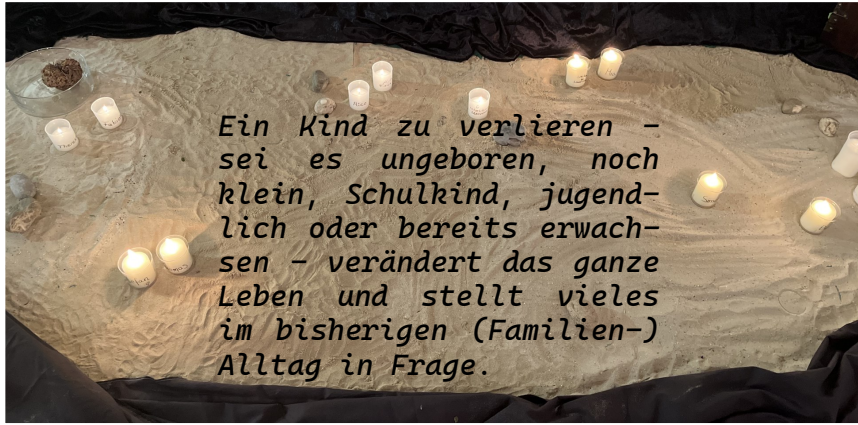 Ein Kind zu verlieren –
sei es ungeboren, noch
klein, Schulkind, jugend-
lich oder bereits erwach-
sen – verändert das ganze
Leben und stellt vieles
im bisherigen (Familien-)
Alltag in Frage.